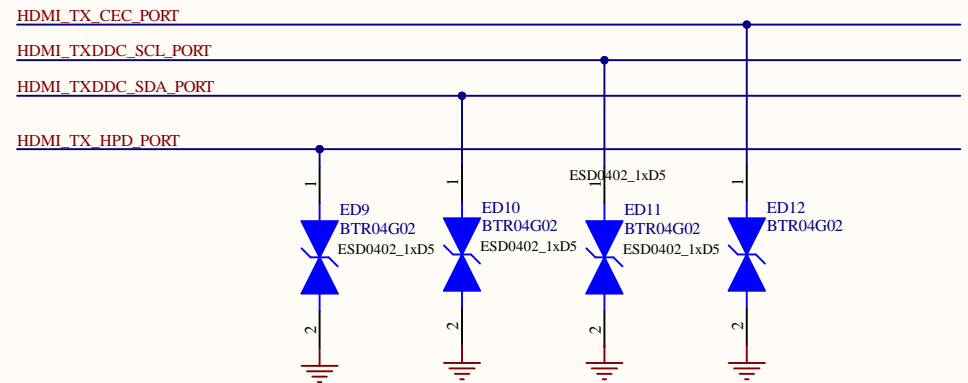 HDMI_TX_CEC_PORT
HDMI_TXDDC_SCL_PORT
HDMI_TXDDC_SDA_PORT
HDMI_TX_HPD_PORT
1
1
1
1
ESD0402_1xD5
ED9
BTR04G02
ESD0402_1xD5
ED10
BTR04G02
ESD0402_1xD5
ED11
BTR04G02
ESD0402_1xD5
ED12
BTR04G02
2
2
2
2